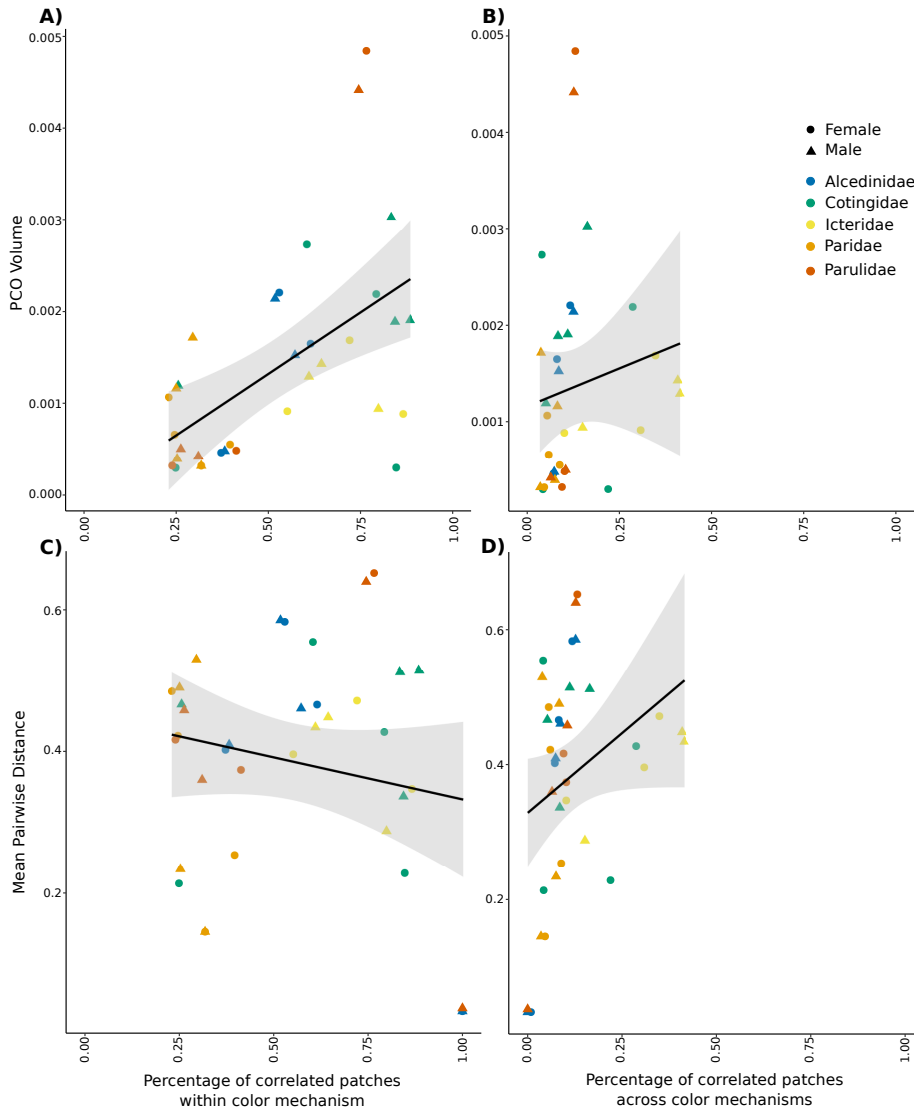 A)
B)
0.005
0.004
0.003
0.002
0.001
0.000
PCO Volume
0.00
0.25
0.50
0.75
1.00
0.005
0.004
0.003
0.002
0.001
0.00
0.25
0.50
0.75
1.00
Female
Male
Alcedinidae
Cotingidae
Icteridae
Paridae
Parulidae
C)
D)
0.6
0.4
0.2
Mean Pairwise Distance
0.00
0.25
0.50
0.75
1.00
0.6
0.4
0.2
0.00
0.25
0.50
0.75
1.00
Percentage of correlated patches
within color mechanism
Percentage of correlated patches
across color mechanisms